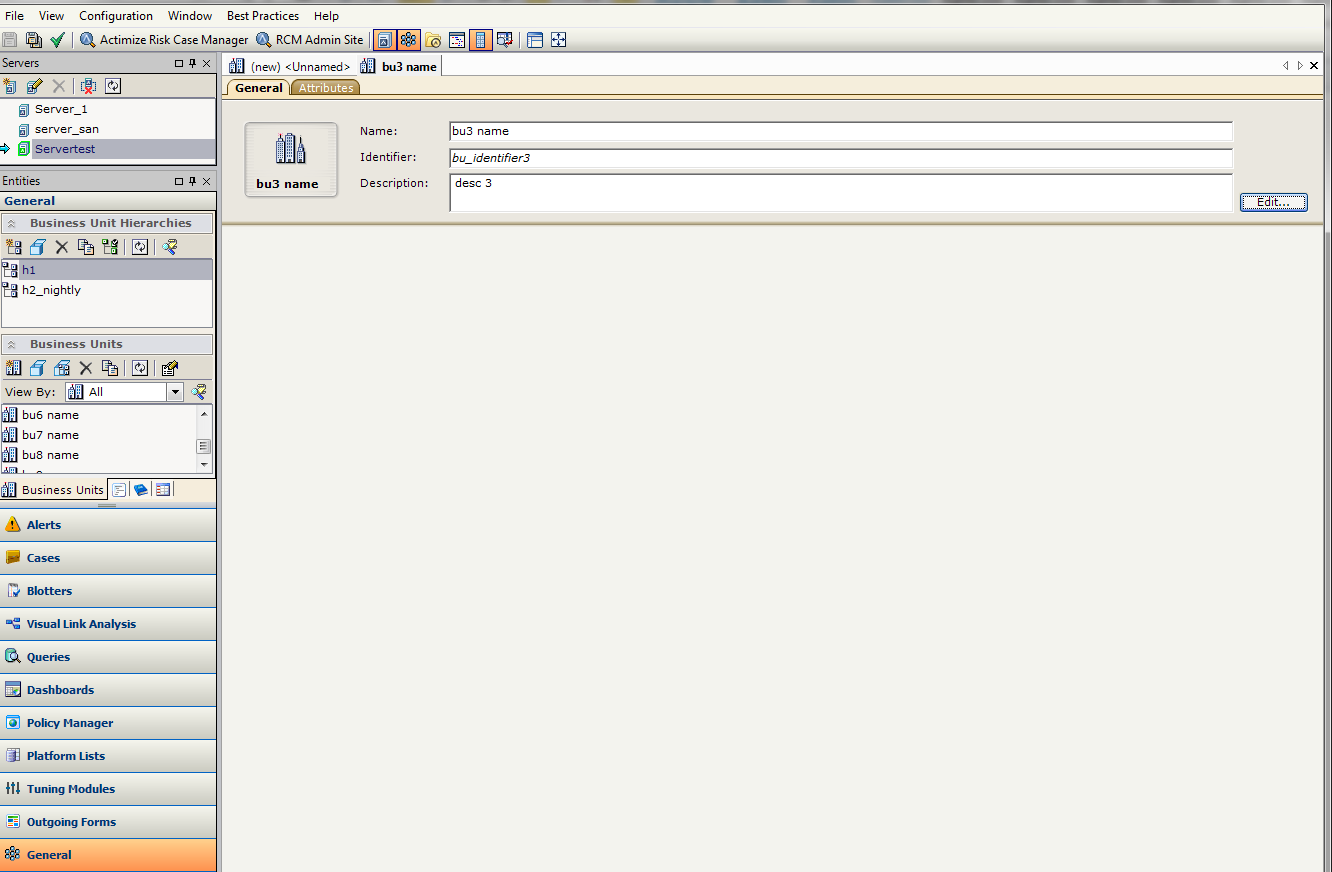 File View Configuration Window Best Practices Help
Actimize Risk Case Manager RCM Admin Site
Servers
Server_1
server_san
Servertest
Entities
General
Business Unit Hierarchies
h1
h2_nightly
Business Units
View By: All
bu6 name
bu7 name
bu8 name
Business Units
Alerts
Cases
Blotters
Visual Link Analysis
Queries
Dashboards
Policy Manager
Platform Lists
Tuning Modules
Outgoing Forms
General
(new) <Unnamed> bu3 name
General Attributes
bu3 name
Name: bu3 name
Identifier: bu_identifier3
Description: desc 3
Edit...